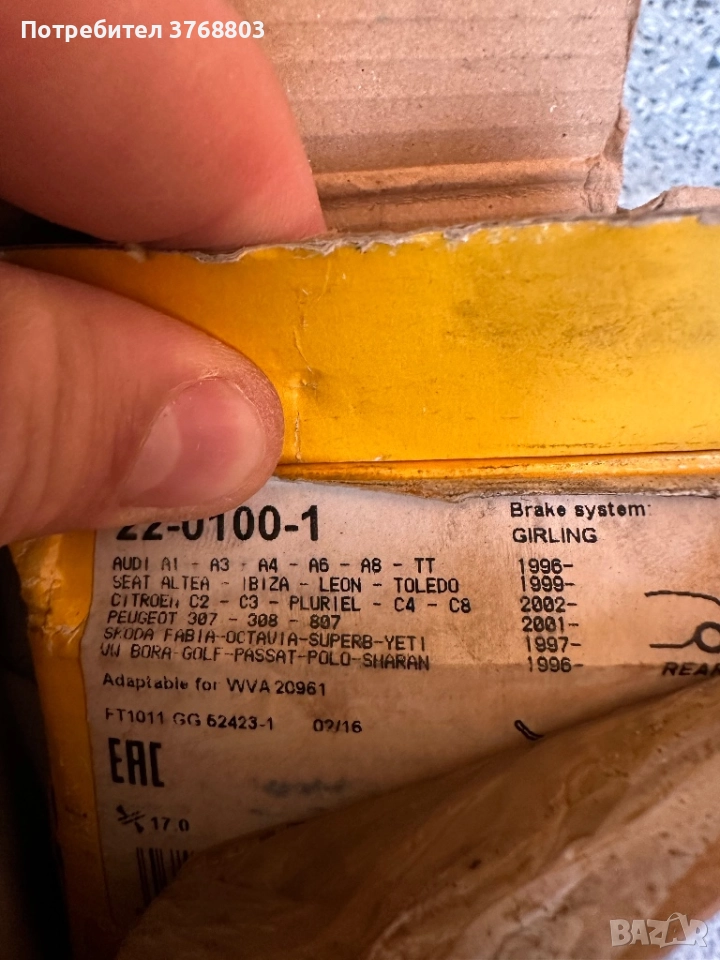 Потребител 3768803
22-0100-1
Brake system:
GIRLING
AUDI A1 - A3 - A4 - A6 - A8 - TT 1996-
SEAT ALTEA - IBIZA - LEON - TOLEDO 1999-
CITROEN C2 - C3 - PLURIEL - C4 - C8 2002-
PEUGEOT 307 - 308 - 807 2001-
SKODA FABIA-OCTAVIA-SUPERB-YETI 1997-
VW BORA-GOLF-PASSAT-POLO-SHARAN 1996-
REAR
Adaptable for WVA 20961
FT1011 GG 62423-1 02/16
EAC
17.0
BAZAR